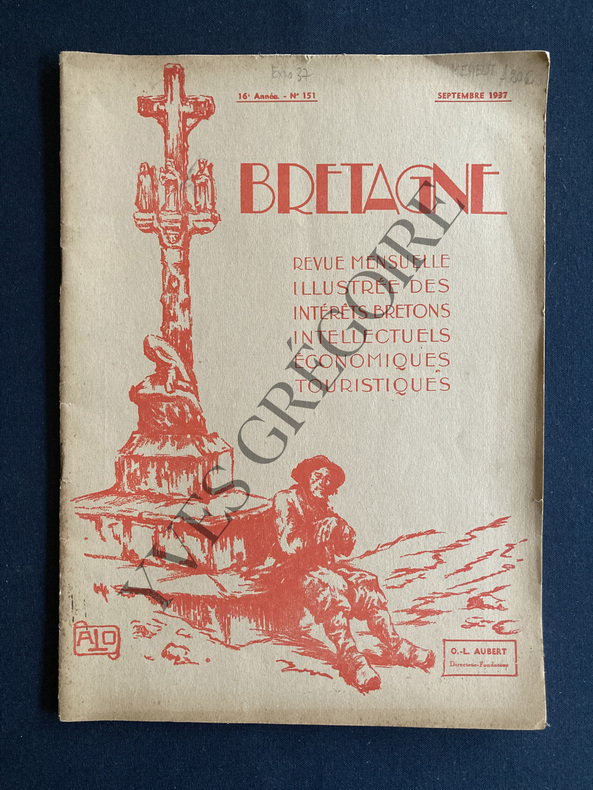 Expo 37
16e Année. - N° 151
SEPTEMBRE 1937
BRETAGNE
REVUE MENSUELLE
ILLUSTRÉE DES
INTÉRÊTS BRETONS
INTELLECTUELS
ÉCONOMIQUES
TOURISTIQUES
YVES GRÉGOIRE
ALO
O.-L. AUBERT
Directeur-Fondateur